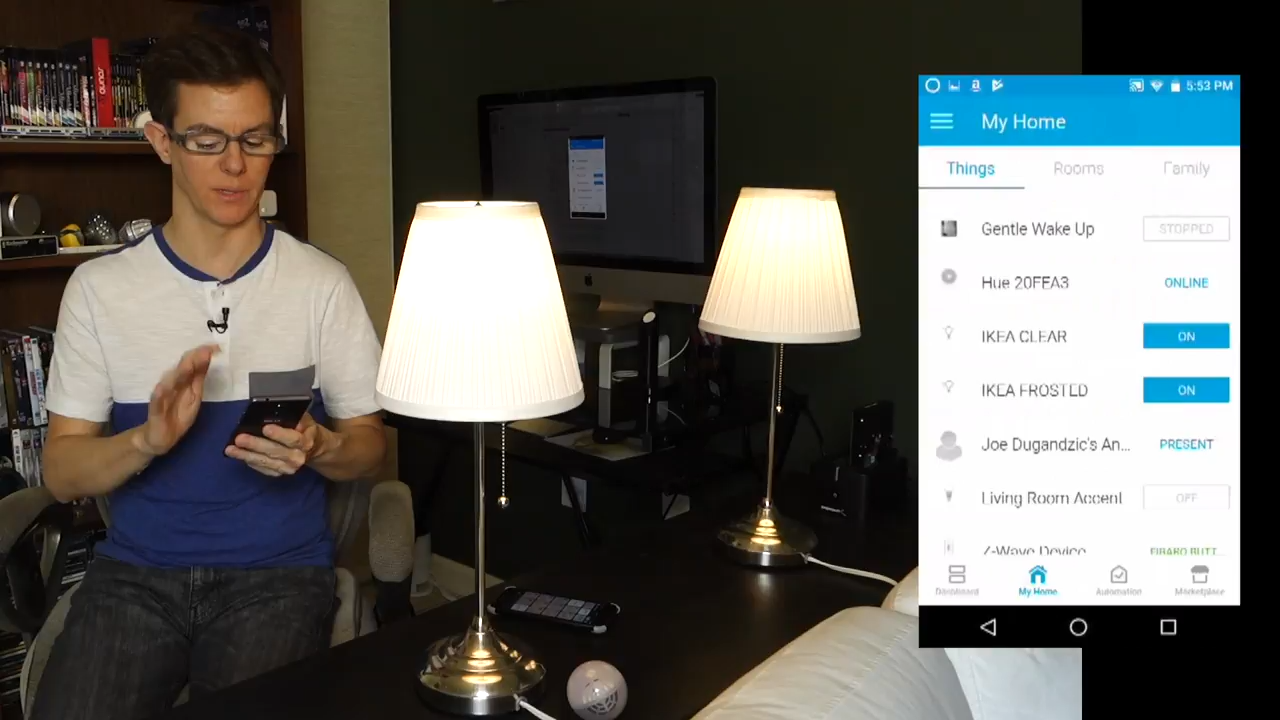 5:53 PM
My Home
Things Rooms Family
Gentle Wake Up STOPPED
Hue 20FEA3 ONLINE
IKEA CLEAR ON
IKEA FROSTED ON
Joe Dugandzic's An... PRESENT
Living Room Accent OFF
Z-Wave Device FIBARO BUTT
Dashboard My Home Automation Marketplace